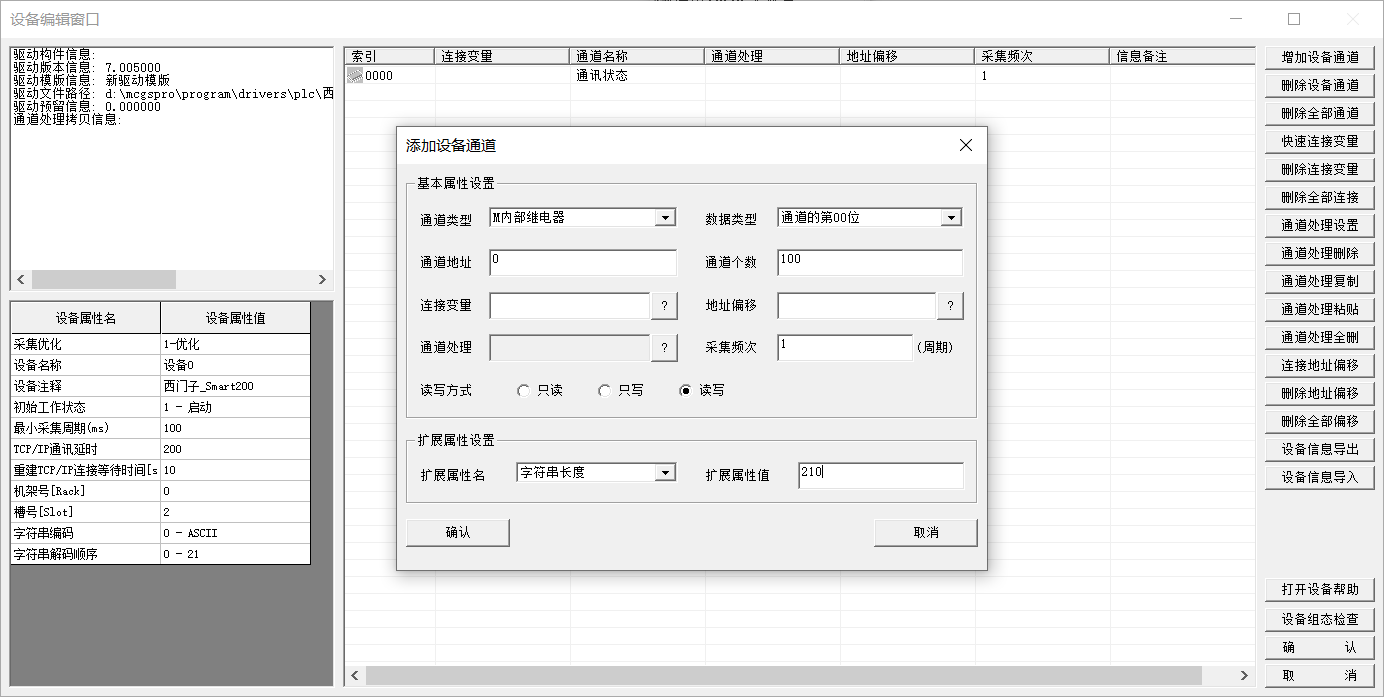 设备编辑窗口
驱动构件信息:
驱动版本信息: 7.005000
驱动模版信息: 新驱动模版
驱动文件路径: d:\mcgspro\program\drivers\plc\西
驱动预留信息: 0.000000
通道处理拷贝信息:
设备属性名 设备属性值
采集优化 1-优化
设备名称 设备0
设备注释 西门子_Smart200
初始工作状态 1 - 启动
最小采集周期(ms) 100
TCP/IP通讯延时 200
重建TCP/IP连接等待时间[s 10
机架号[Rack] 0
槽号[Slot] 2
字符串编码 0 - ASCII
字符串解码顺序 0 - 21
索引 连接变量 通道名称 通道处理 地址偏移 采集频次 信息备注
0000 通讯状态 1
添加设备通道
基本属性设置
通道类型 M内部继电器 数据类型 通道的第00位
通道地址 0 通道个数 100
连接变量 ? 地址偏移 ?
通道处理 ? 采集频次 1 (周期)
读写方式 只读 只写 读写
扩展属性设置
扩展属性名 字符串长度 扩展属性值 210
确认 取消
增加设备通道
删除设备通道
删除全部通道
快速连接变量
删除连接变量
删除全部连接
通道处理设置
通道处理删除
通道处理复制
通道处理粘贴
通道处理全删
连接地址偏移
删除地址偏移
删除全部偏移
设备信息导出
设备信息导入
打开设备帮助
设备组态检查
确 认
取 消